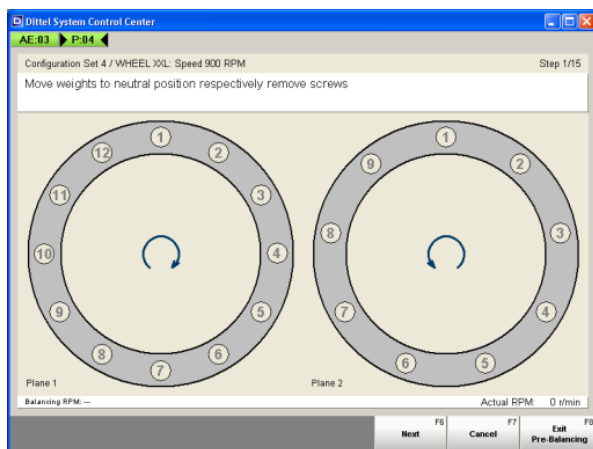 Dittel System Control Center
AE:03 P:04
Configuration Set 4 / WHEEL XXL: Speed 900 RPM Step 1/15
Move weights to neutral position respectively remove screws
1 2 3 4 5 6 7 8 9 10 11 12
1 2 3 4 5 6 7 8 9
Plane 1 Plane 2
Balancing RPM: --- Actual RPM: 0 r/min
F6 F7 F8
Next Cancel Exit
Pre-Balancing